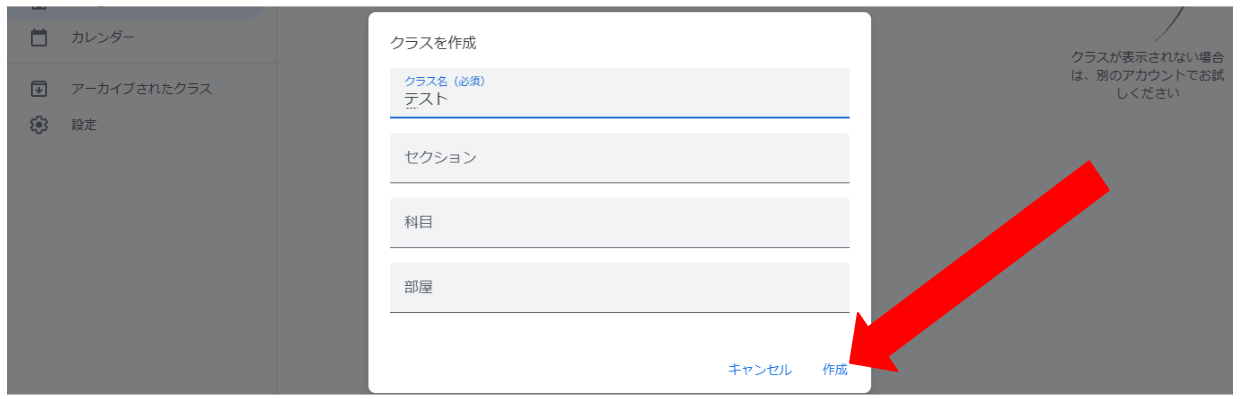 カレンダー
アーカイブされたクラス
設定
クラスを作成
クラス名（必須）
テスト
セクション
科目
部屋
キャンセル
作成
クラスが表示されない場合
は、別のアカウントでお試
しください